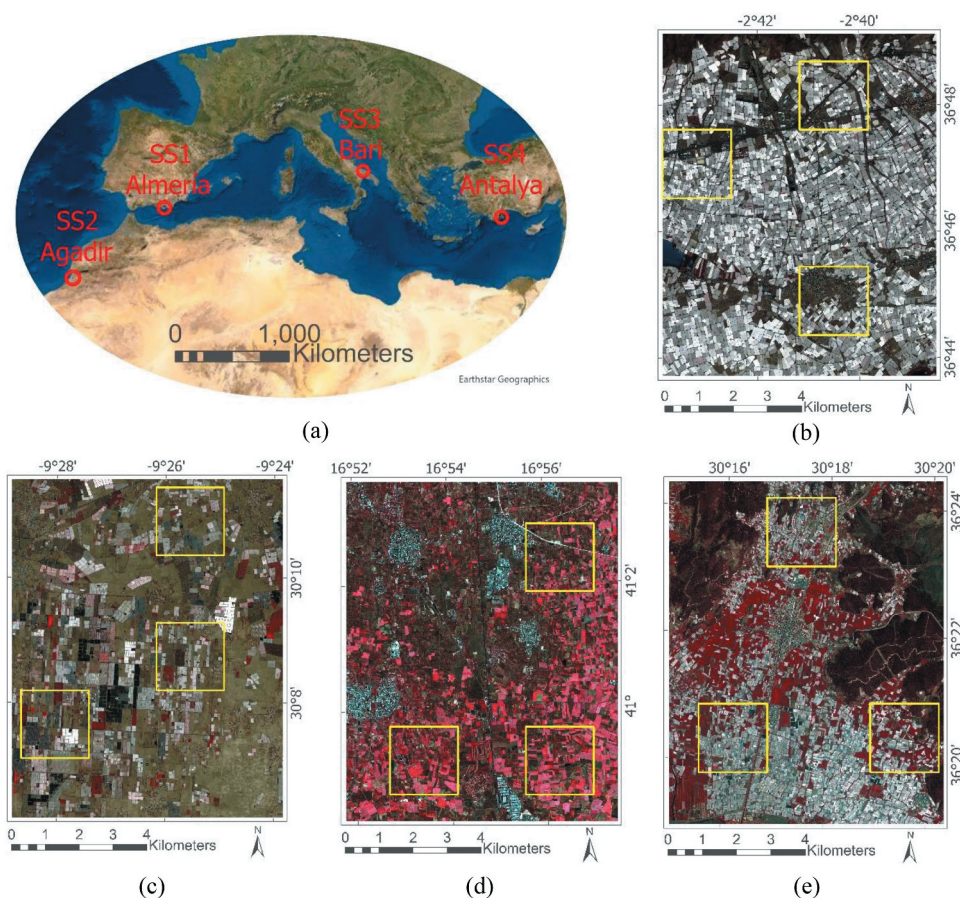 SS1
Almeria
SS2
Agadir
SS3
Bari
SS4
Antalya
0 1,000
Kilometers
Earthstar Geographics
(a)
-2°42' -2°40'
36°48'
36°46'
36°44'
0 1 2 3 4
Kilometers
N
(b)
-9°28' -9°26' -9°24'
30°10'
30°8'
0 1 2 3 4
Kilometers
N
(c)
16°52' 16°54' 16°56'
41°2'
41°
0 1 2 3 4
Kilometers
N
(d)
30°16' 30°18' 30°20'
36°24'
36°22'
36°20'
0 1 2 3 4
Kilometers
N
(e)